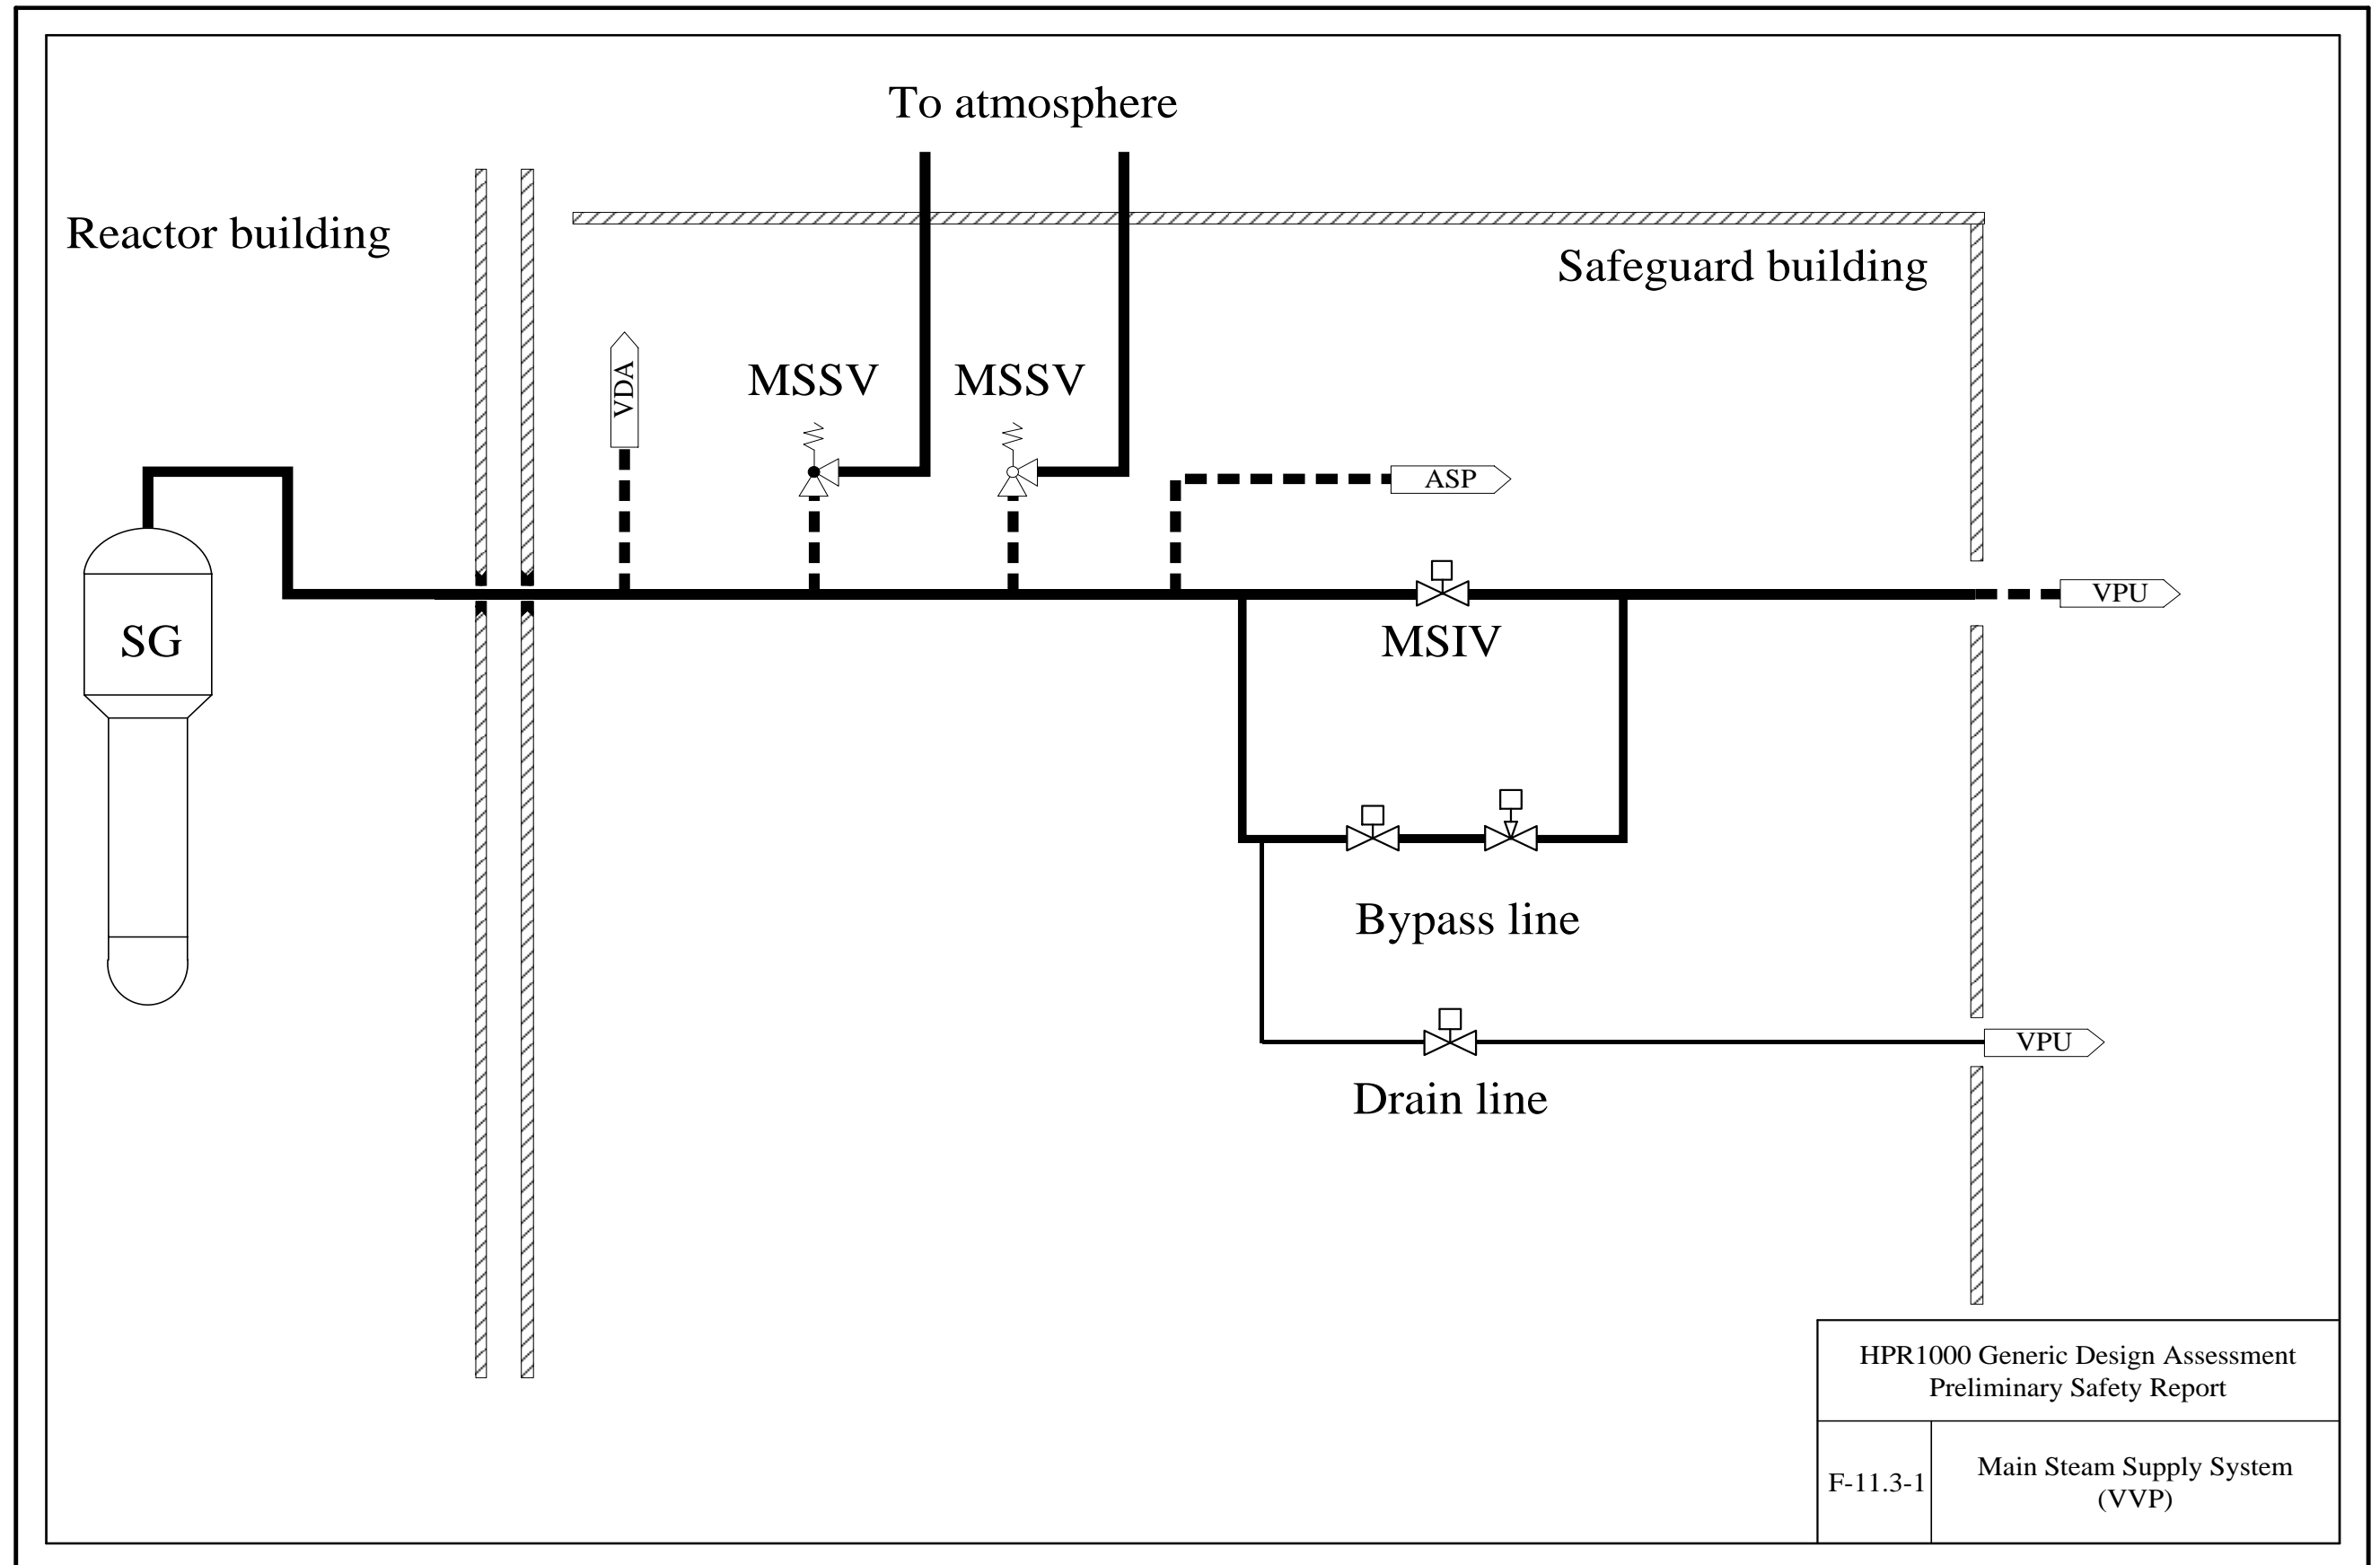 To atmosphere
Reactor building
Safeguard building
VDA
MSSV
MSSV
ASP
VPU
SG
MSIV
Bypass line
VPU
Drain line
HPR1000 Generic Design Assessment
Preliminary Safety Report
F-11.3-1
Main Steam Supply System
(VVP)